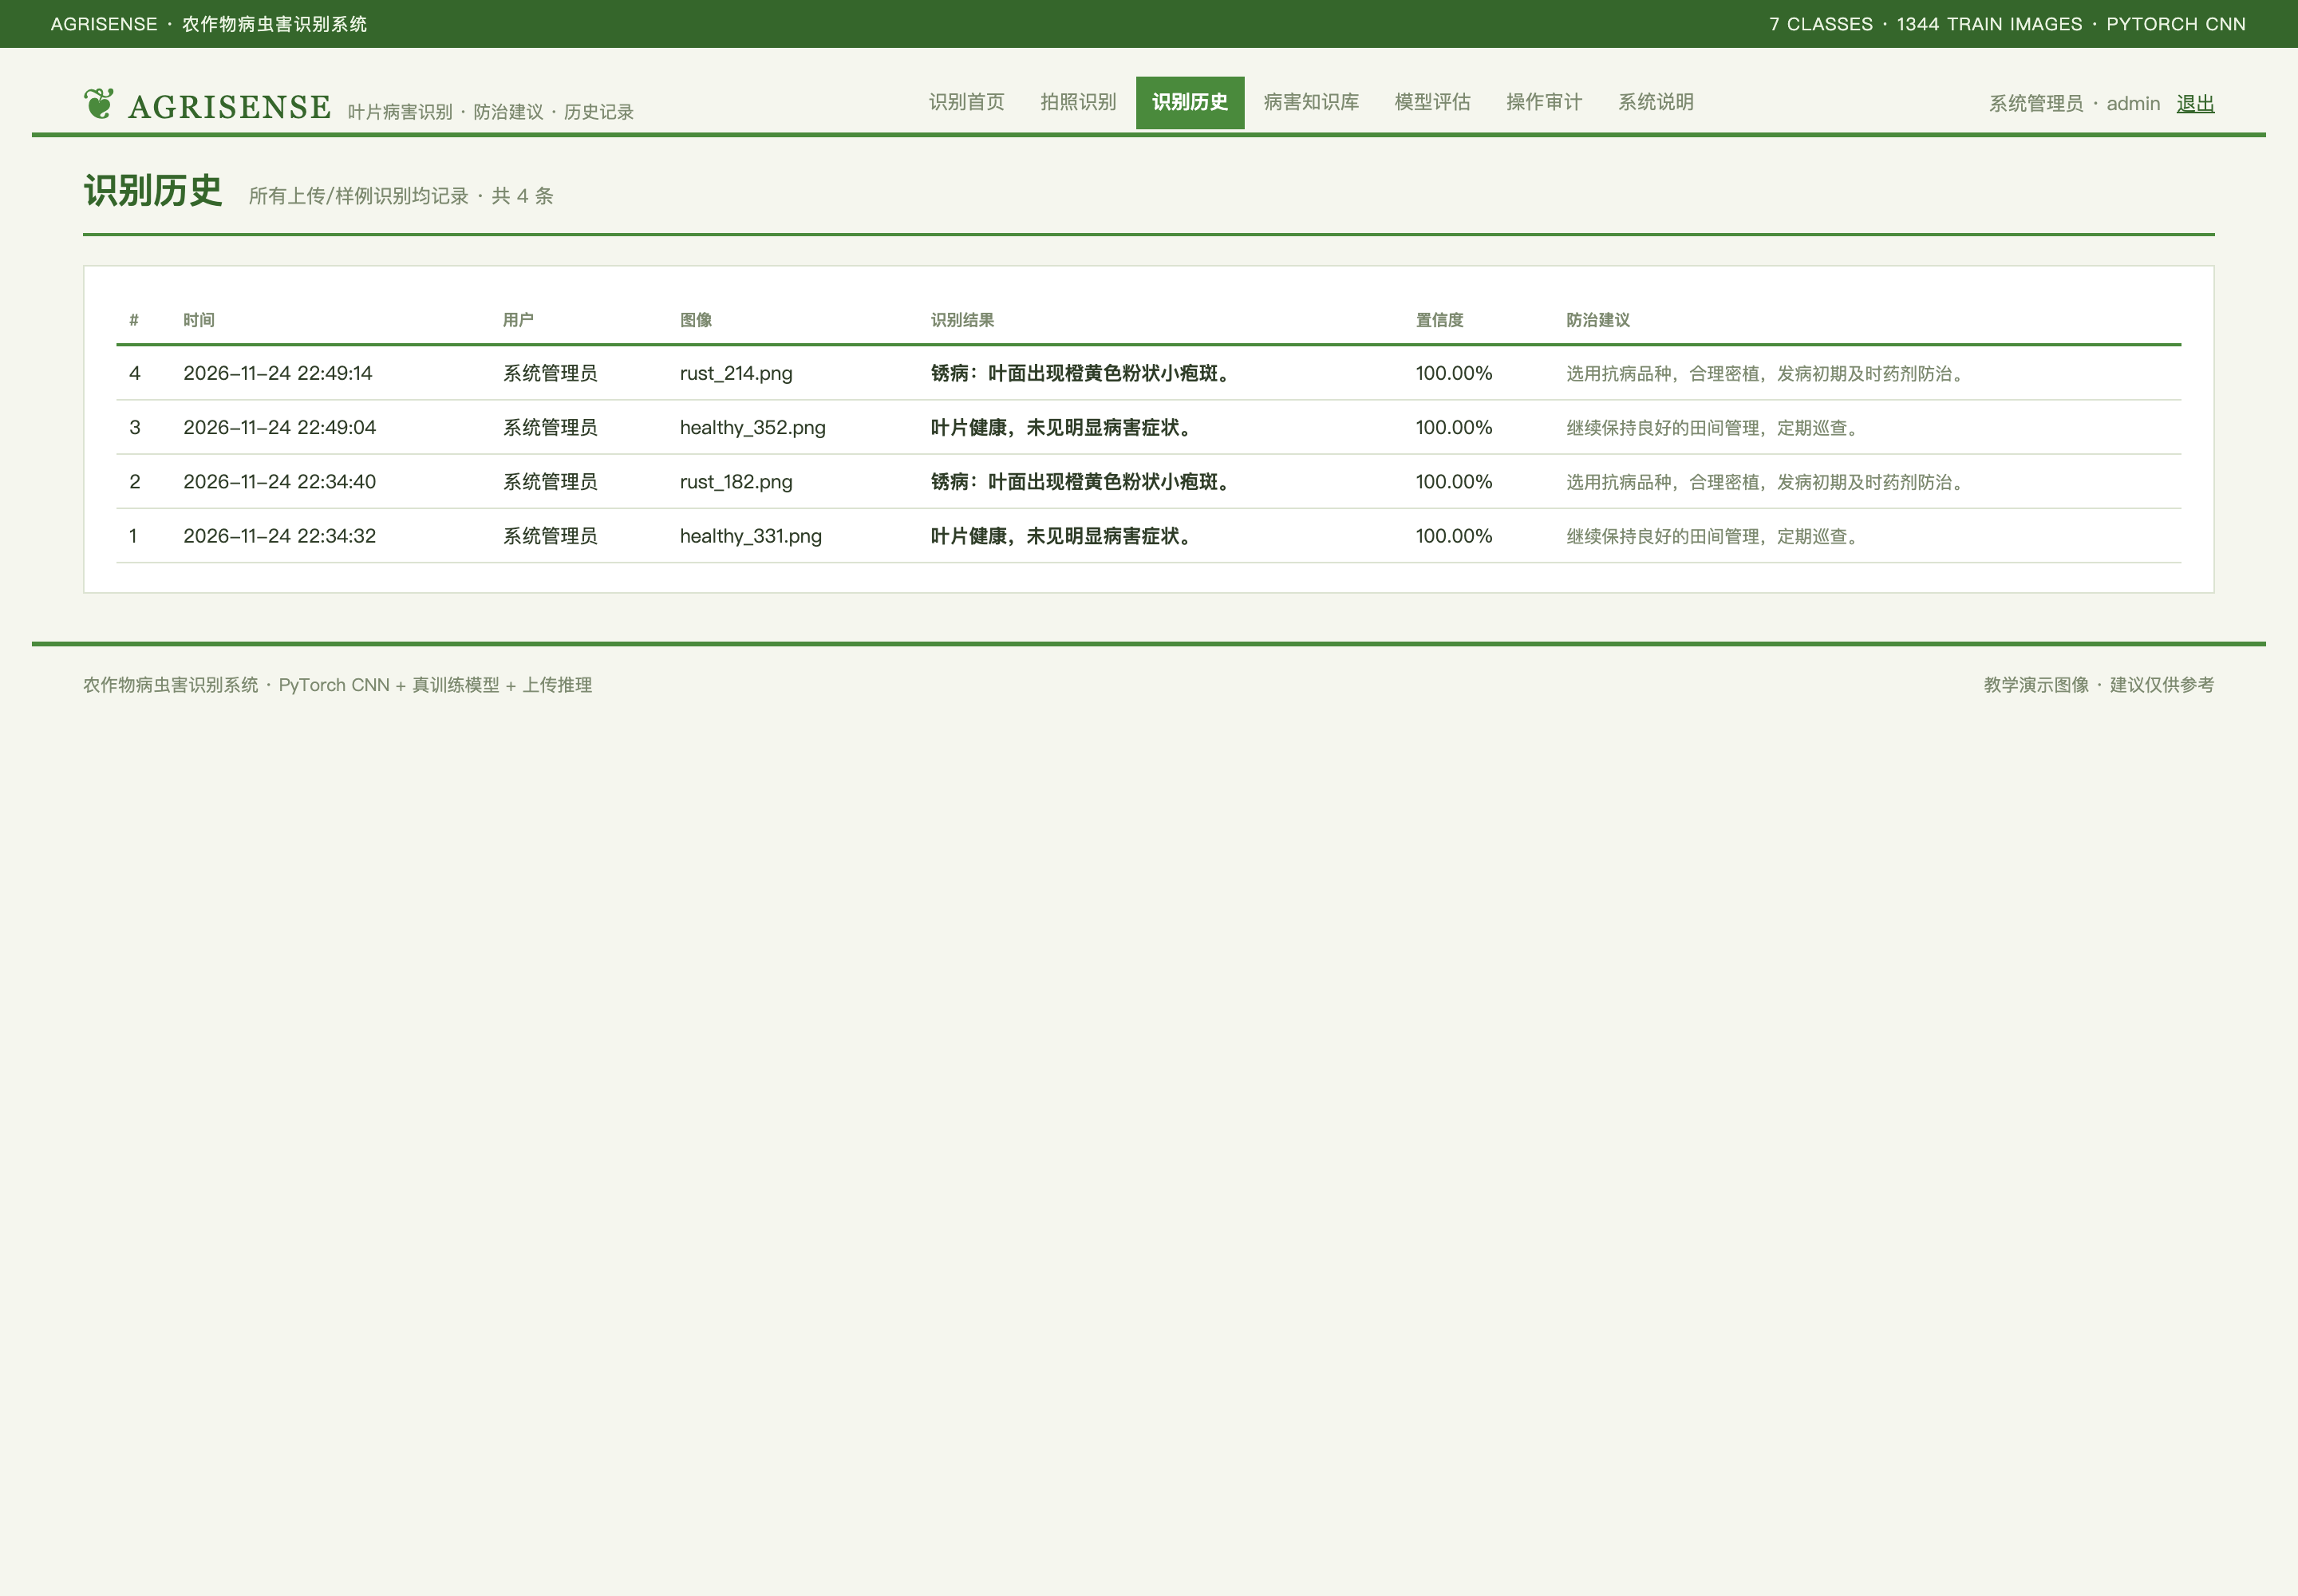 AGRISENSE · 农作物病虫害识别系统
7 CLASSES · 1344 TRAIN IMAGES · PYTORCH CNN
AGRISENSE 叶片病害识别 · 防治建议 · 历史记录
识别首页 拍照识别 识别历史 病害知识库 模型评估 操作审计 系统说明
系统管理员 · admin 退出
识别历史 所有上传/样例识别均记录 · 共 4 条
# 时间 用户 图像 识别结果 置信度 防治建议
4 2026-11-24 22:49:14 系统管理员 rust_214.png 锈病：叶面出现橙黄色粉状小疱斑。 100.00% 选用抗病品种，合理密植，发病初期及时药剂防治。
3 2026-11-24 22:49:04 系统管理员 healthy_352.png 叶片健康，未见明显病害症状。 100.00% 继续保持良好的田间管理，定期巡查。
2 2026-11-24 22:34:40 系统管理员 rust_182.png 锈病：叶面出现橙黄色粉状小疱斑。 100.00% 选用抗病品种，合理密植，发病初期及时药剂防治。
1 2026-11-24 22:34:32 系统管理员 healthy_331.png 叶片健康，未见明显病害症状。 100.00% 继续保持良好的田间管理，定期巡查。
农作物病虫害识别系统 · PyTorch CNN + 真训练模型 + 上传推理
教学演示图像 · 建议仅供参考